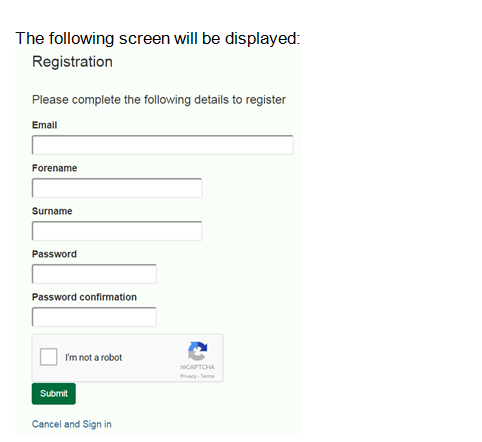 The following screen will be displayed:
Registration
Please complete the following details to register
Email
Forename
Surname
Password
Password confirmation
I'm not a robot
reCAPTCHA
Privacy - Terms
Submit
Cancel and Sign in